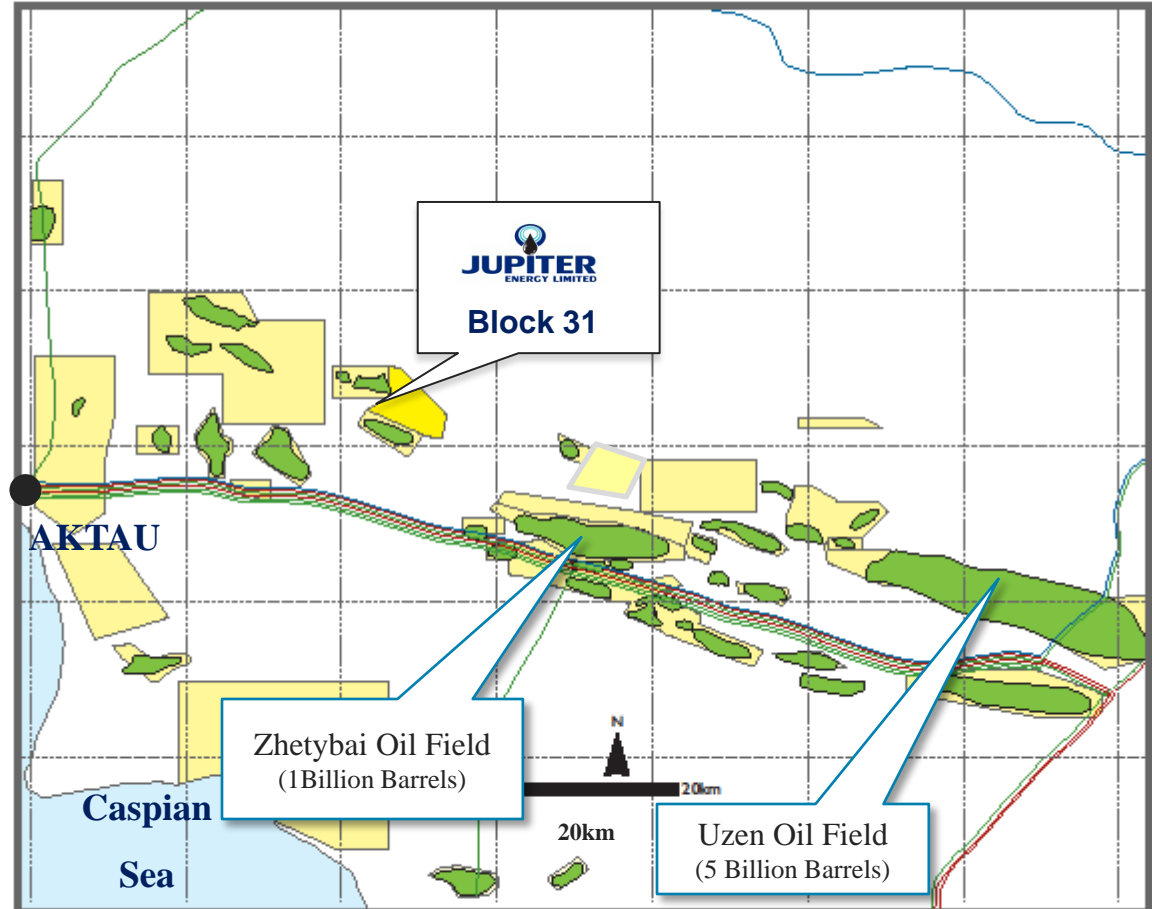 JUPITER
ENERGY LIMITED
Block 31
AKTAU
Zhetybai Oil Field
(1Billion Barrels)
N
20km
20km
Uzen Oil Field
(5 Billion Barrels)
Caspian
Sea